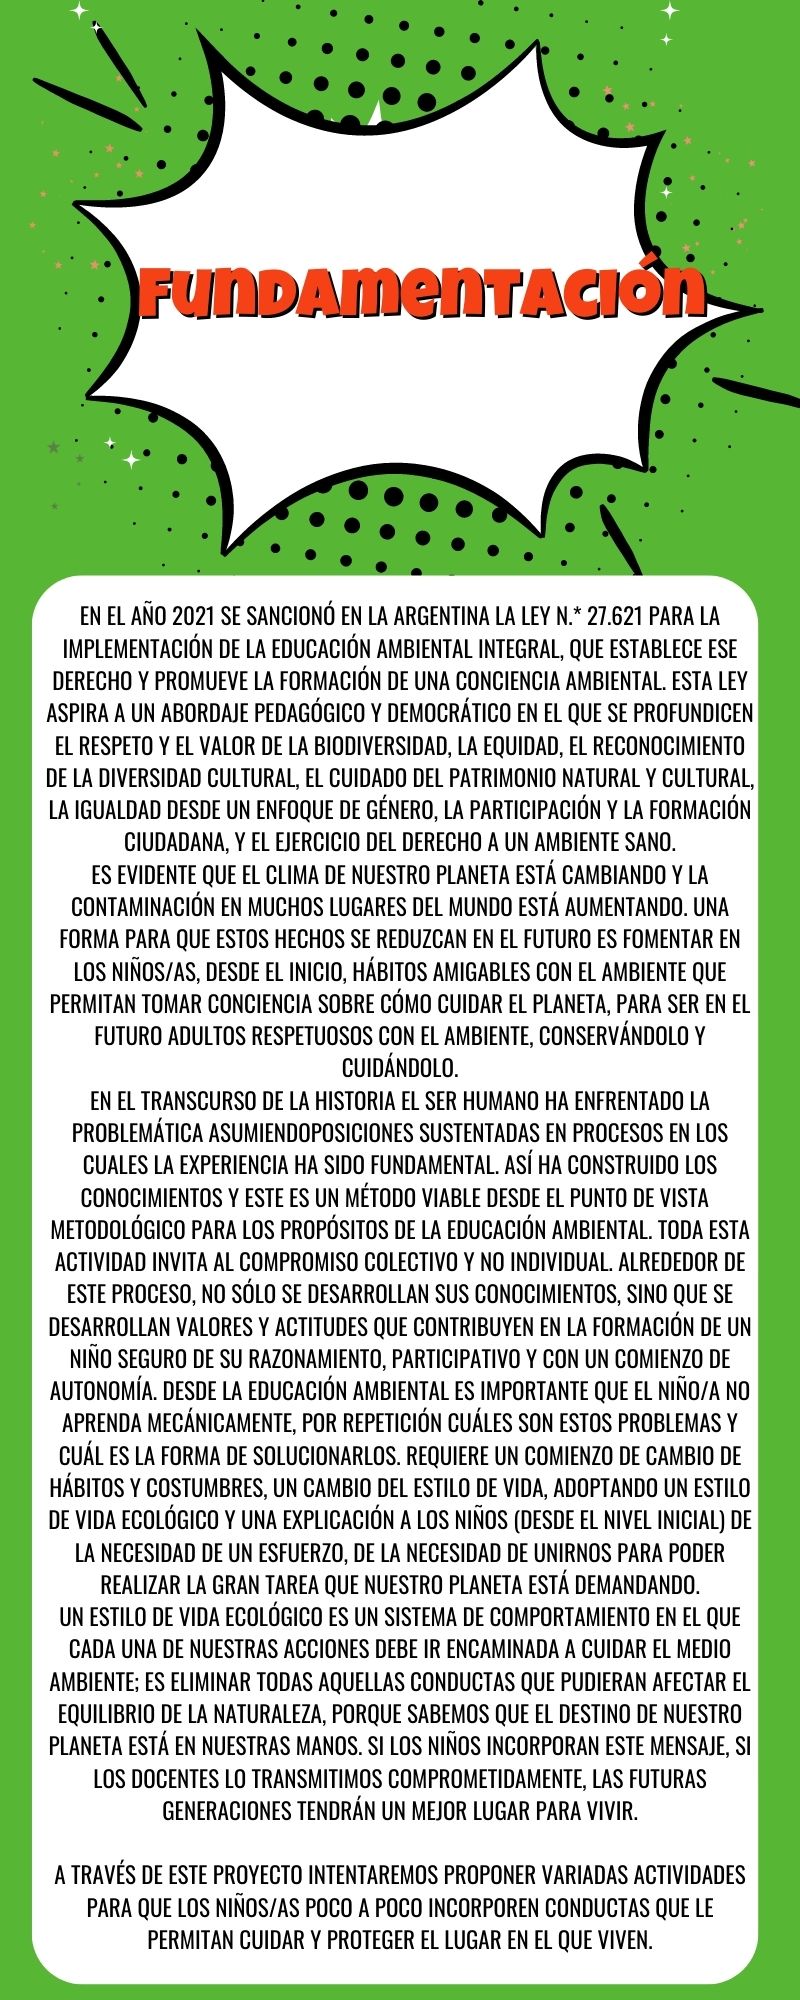 Fundamentación
EN EL AÑO 2021 SE SANCIONÓ EN LA ARGENTINA LA LEY N.* 27.621 PARA LA
IMPLEMENTACIÓN DE LA EDUCACIÓN AMBIENTAL INTEGRAL, QUE ESTABLECE ESE
DERECHO Y PROMUEVE LA FORMACIÓN DE UNA CONCIENCIA AMBIENTAL. ESTA LEY
ASPIRA A UN ABORDAJE PEDAGÓGICO Y DEMOCRÁTICO EN EL QUE SE PROFUNDICEN
EL RESPETO Y EL VALOR DE LA BIODIVERSIDAD, LA EQUIDAD, EL RECONOCIMIENTO
DE LA DIVERSIDAD CULTURAL, EL CUIDADO DEL PATRIMONIO NATURAL Y CULTURAL,
LA IGUALDAD DESDE UN ENFOQUE DE GÉNERO, LA PARTICIPACIÓN Y LA FORMACIÓN
CIUDADANA, Y EL EJERCICIO DEL DERECHO A UN AMBIENTE SANO.
ES EVIDENTE QUE EL CLIMA DE NUESTRO PLANETA ESTÁ CAMBIANDO Y LA
CONTAMINACIÓN EN MUCHOS LUGARES DEL MUNDO ESTÁ AUMENTANDO. UNA
FORMA PARA QUE ESTOS HECHOS SE REDUZCAN EN EL FUTURO ES FOMENTAR EN
LOS NIÑOS/AS, DESDE EL INICIO, HÁBITOS AMIGABLES CON EL AMBIENTE QUE
PERMITAN TOMAR CONCIENCIA SOBRE CÓMO CUIDAR EL PLANETA, PARA SER EN EL
FUTURO ADULTOS RESPETUOSOS CON EL AMBIENTE, CONSERVÁNDOLO Y
CUIDÁNDOLO.
EN EL TRANSCURSO DE LA HISTORIA EL SER HUMANO HA ENFRENTADO LA
PROBLEMÁTICA ASUMIENDOPOSICIONES SUSTENTADAS EN PROCESOS EN LOS
CUALES LA EXPERIENCIA HA SIDO FUNDAMENTAL. ASÍ HA CONSTRUIDO LOS
CONOCIMIENTOS Y ESTE ES UN MÉTODO VIABLE DESDE EL PUNTO DE VISTA
METODOLÓGICO PARA LOS PROPÓSITOS DE LA EDUCACIÓN AMBIENTAL. TODA ESTA
ACTIVIDAD INVITA AL COMPROMISO COLECTIVO Y NO INDIVIDUAL. ALREDEDOR DE
ESTE PROCESO, NO SÓLO SE DESARROLLAN SUS CONOCIMIENTOS, SINO QUE SE
DESARROLLAN VALORES Y ACTITUDES QUE CONTRIBUYEN EN LA FORMACIÓN DE UN
NIÑO SEGURO DE SU RAZONAMIENTO, PARTICIPATIVO Y CON UN COMIENZO DE
AUTONOMÍA. DESDE LA EDUCACIÓN AMBIENTAL ES IMPORTANTE QUE EL NIÑO/A NO
APRENDA MECÁNICAMENTE, POR REPETICIÓN CUÁLES SON ESTOS PROBLEMAS Y
CUÁL ES LA FORMA DE SOLUCIONARLOS. REQUIERE UN COMIENZO DE CAMBIO DE
HÁBITOS Y COSTUMBRES, UN CAMBIO DEL ESTILO DE VIDA, ADOPTANDO UN ESTILO
DE VIDA ECOLÓGICO Y UNA EXPLICACIÓN A LOS NIÑOS (DESDE EL NIVEL INICIAL) DE
LA NECESIDAD DE UN ESFUERZO, DE LA NECESIDAD DE UNIRNOS PARA PODER
REALIZAR LA GRAN TAREA QUE NUESTRO PLANETA ESTÁ DEMANDANDO.
UN ESTILO DE VIDA ECOLÓGICO ES UN SISTEMA DE COMPORTAMIENTO EN EL QUE
CADA UNA DE NUESTRAS ACCIONES DEBE IR ENCAMINADA A CUIDAR EL MEDIO
AMBIENTE; ES ELIMINAR TODAS AQUELLAS CONDUCTAS QUE PUDIERAN AFECTAR EL
EQUILIBRIO DE LA NATURALEZA, PORQUE SABEMOS QUE EL DESTINO DE NUESTRO
PLANETA ESTÁ EN NUESTRAS MANOS. SI LOS NIÑOS INCORPORAN ESTE MENSAJE, SI
LOS DOCENTES LO TRANSMITIMOS COMPROMETIDAMENTE, LAS FUTURAS
GENERACIONES TENDRÁN UN MEJOR LUGAR PARA VIVIR.
A TRAVÉS DE ESTE PROYECTO INTENTAREMOS PROPONER VARIADAS ACTIVIDADES
PARA QUE LOS NIÑOS/AS POCO A POCO INCORPOREN CONDUCTAS QUE LE
PERMITAN CUIDAR Y PROTEGER EL LUGAR EN EL QUE VIVEN.